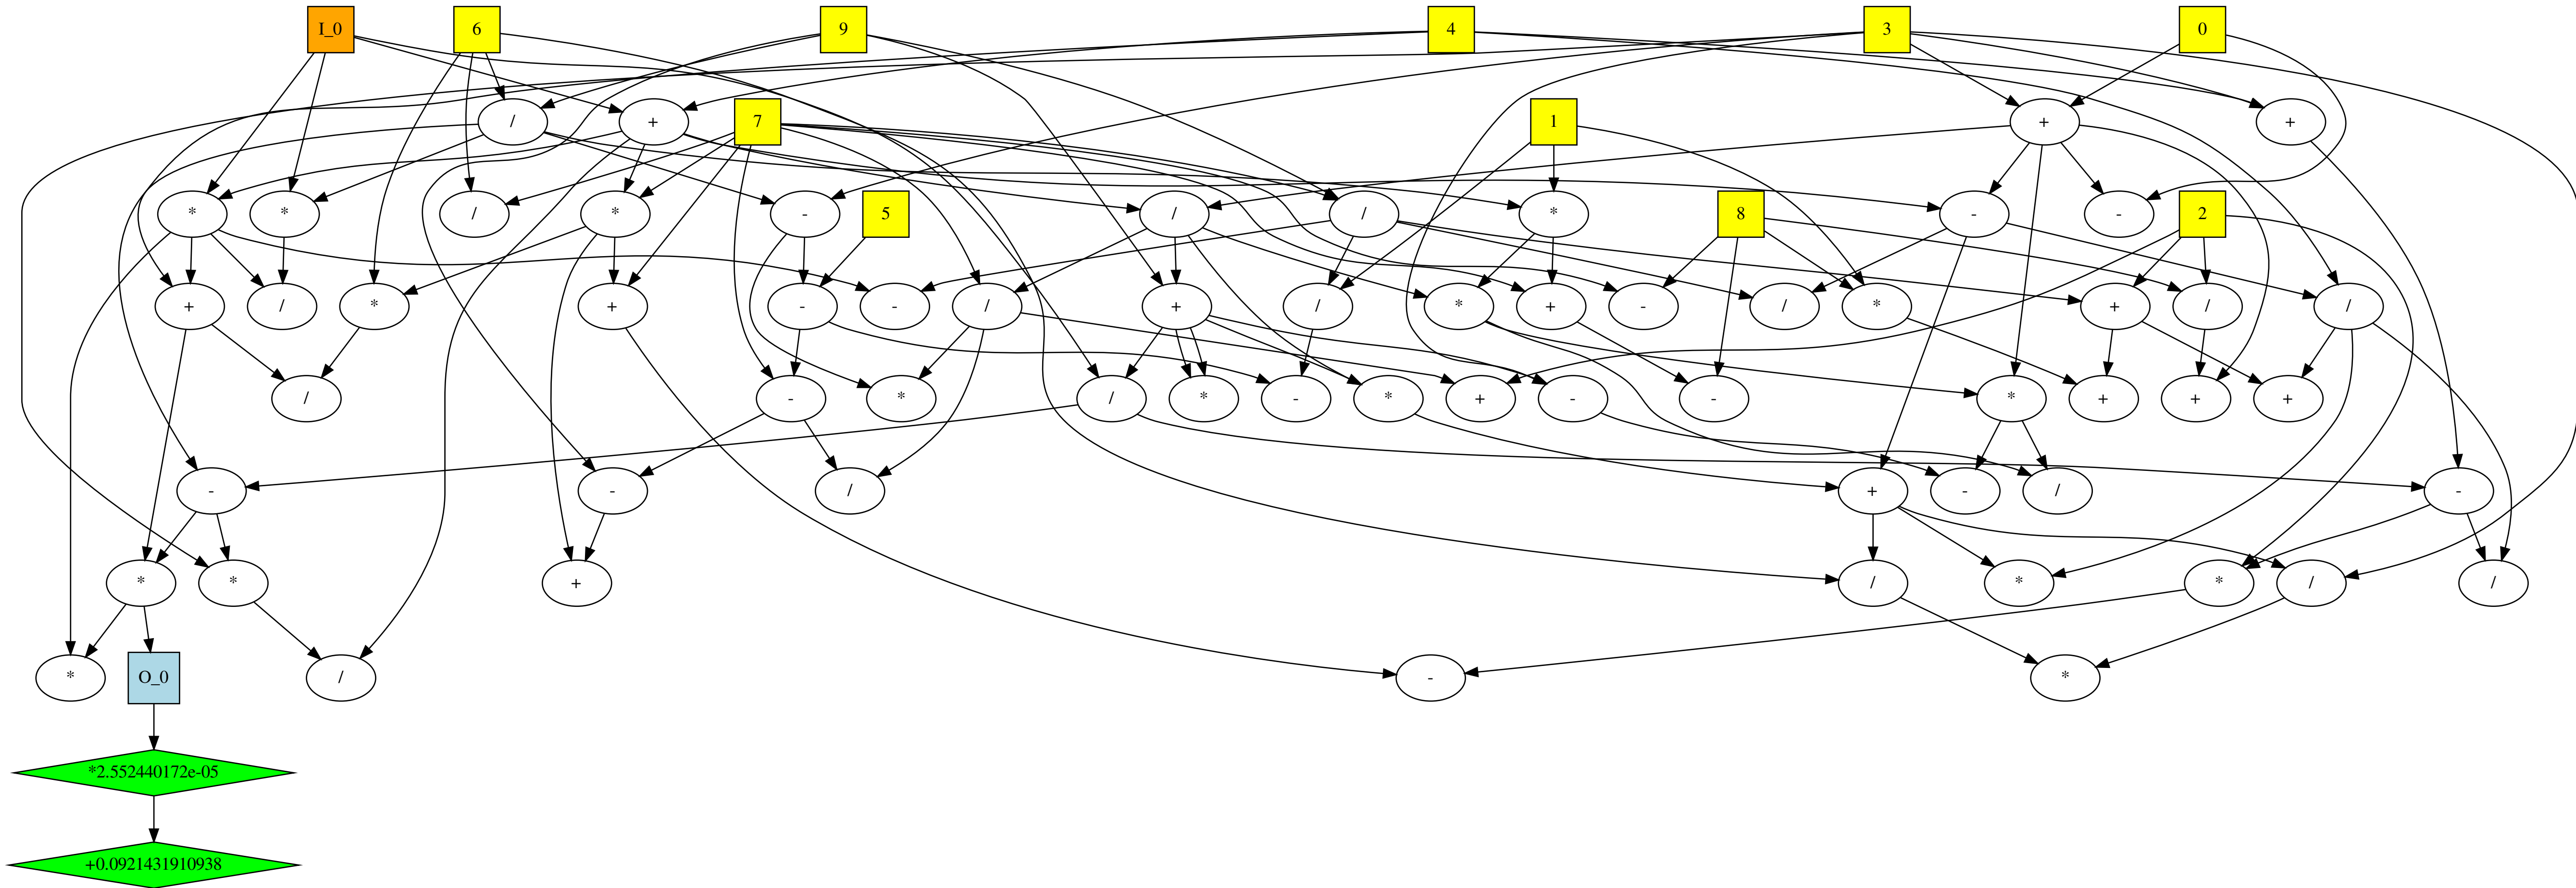 I_0 6 9 4 3 0
/ + 7 1 + +
* * / * - 5 / / * 8 - - 2
+ / * + - - / + / * + - / * + / /
/ - * / * - * + - - * + + +
- - / + - / -
* * + / * * / /
* O_0 / - *
*2.552440172e-05
+0.0921431910938